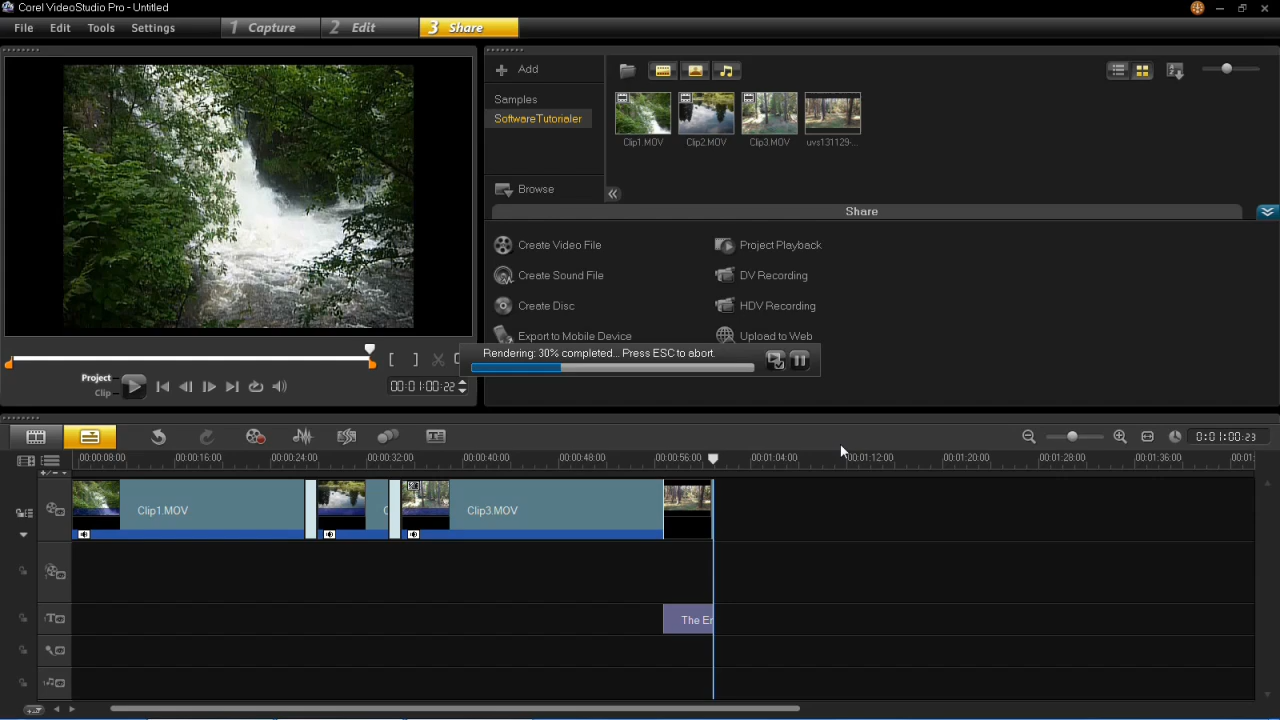 Corel VideoStudio Pro - Untitled
File Edit Tools Settings 1 Capture 2 Edit 3 Share
Add
Samples
SoftwareTutorialer
Browse
Clip1.MOV Clip2.MOV Clip3.MOV uvs131129-...
Share
Create Video File Project Playback
Create Sound File DV Recording
Create Disc HDV Recording
Export to Mobile Device Upload to Web
Rendering: 30% completed... Press ESC to abort.
Project
Clip
00:01:00:22
0:01:00:23
00:00:08:00 00:00:16:00 00:00:24:00 00:00:32:00 00:00:40:00 00:00:48:00 00:00:56:00 00:01:04:00 00:01:12:00 00:01:20:00 00:01:28:00 00:01:36:00
Clip1.MOV Clip3.MOV
The